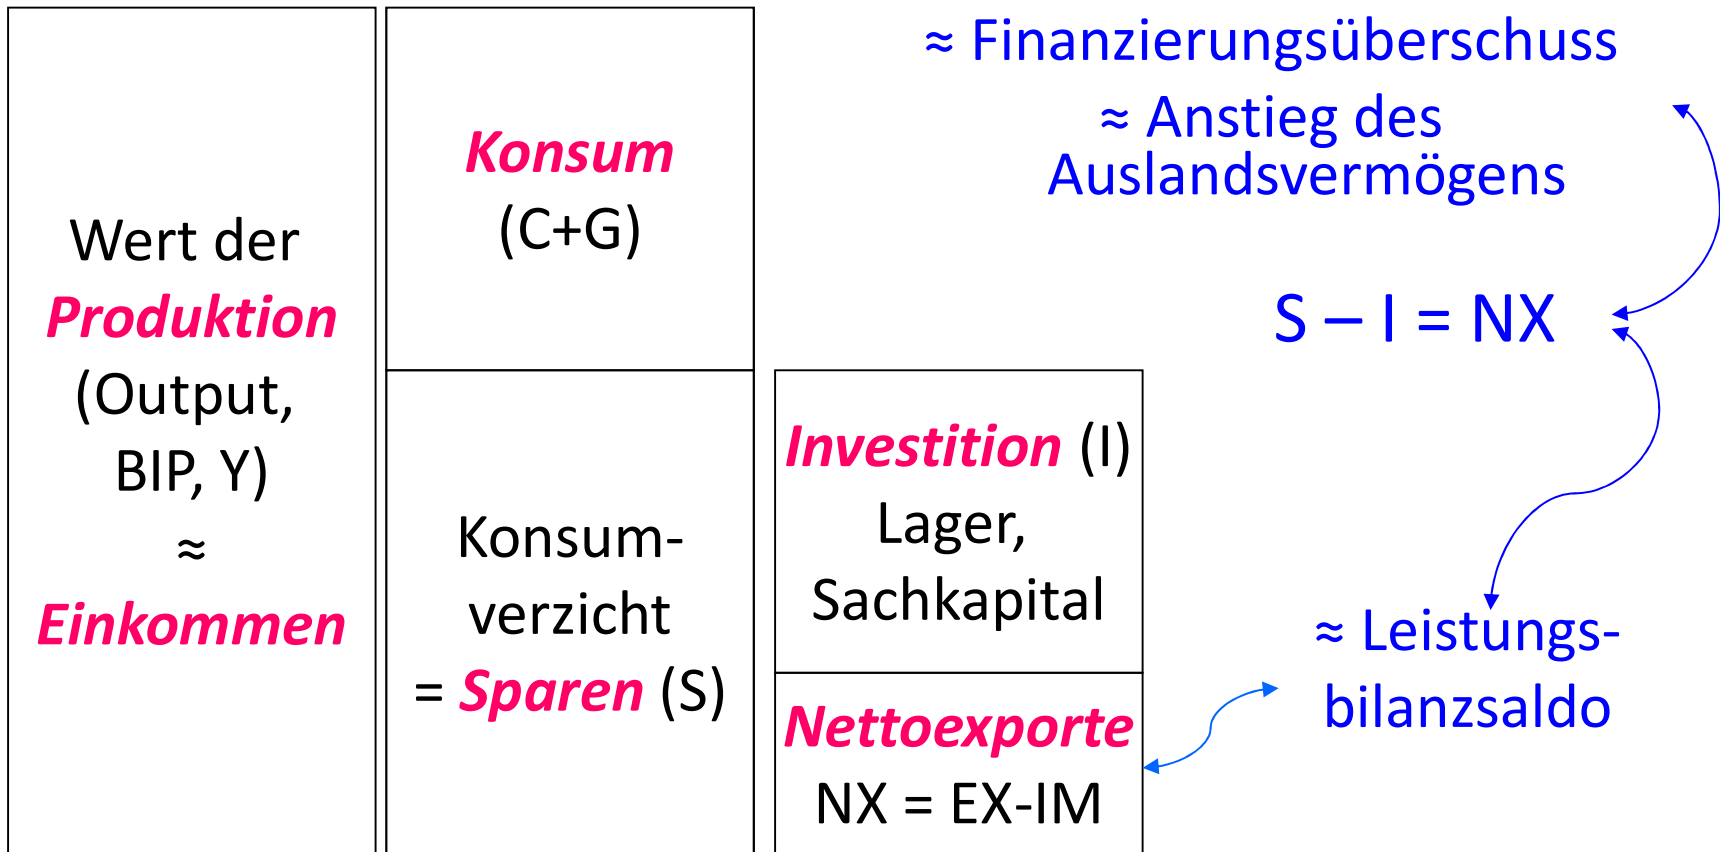 Wert der
Produktion
(Output,
BIP, Y)
≈
Einkommen
Konsum
(C+G)
Konsum-
verzicht
= Sparen (S)
Investition (I)
Lager,
Sachkapital
Nettoexporte
NX = EX-IM
≈ Finanzierungsüberschuss
≈ Anstieg des
Auslandsvermögens
S – I = NX
≈ Leistungs-
bilanzsaldo